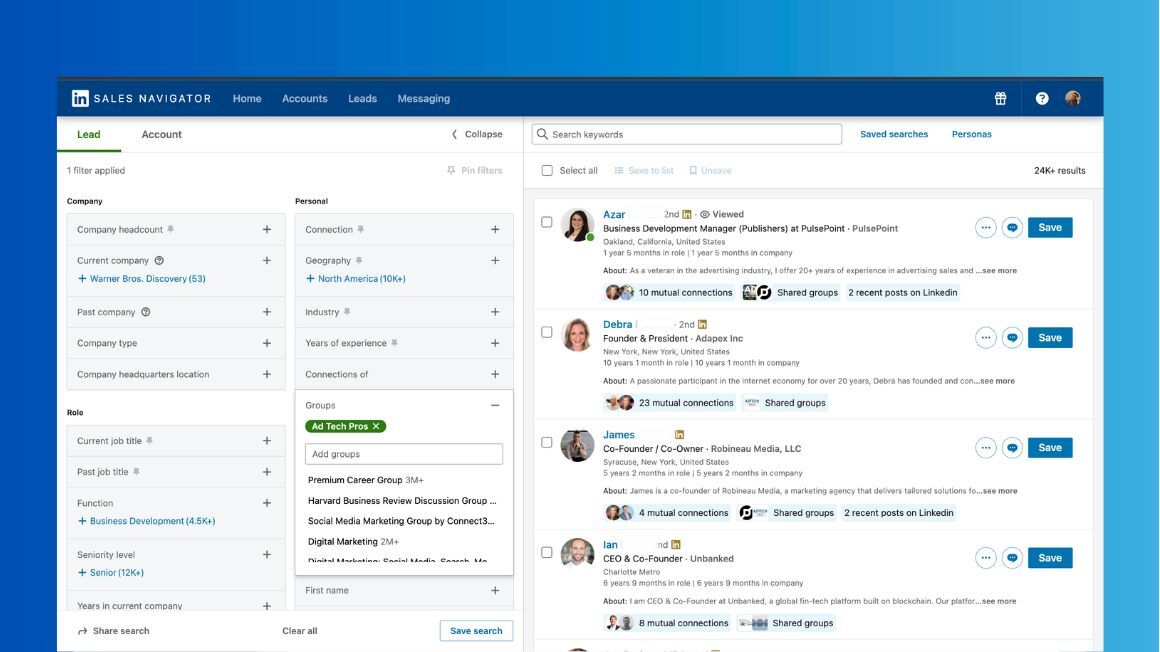 in SALES NAVIGATOR Home Accounts Leads Messaging
Lead Account Collapse
1 filter applied Pin filters
Company
Company headcount
Current company
+ Warner Bros. Discovery (53)
Past company
Company type
Company headquarters location
Role
Current job title
Past job title
Function
+ Business Development (4.5K+)
Seniority level
+ Senior (12K+)
Years in current company
Personal
Connection
Geography
+ North America (10K+)
Industry
Years of experience
Connections of
Groups
Ad Tech Pros ✕
Add groups
Premium Career Group 3M+
Harvard Business Review Discussion Group ...
Social Media Marketing Group by Connect3...
Digital Marketing 2M+
Digital Marketing: Social Media, Search, Mo
First name
Share search Clear all Save search
Search keywords Saved searches Personas
Select all Save to list Unsave 24K+ results
Azar 2nd in · Viewed
Business Development Manager (Publishers) at PulsePoint · PulsePoint
Oakland, California, United States
1 year 5 months in role | 1 year 5 months in company
About: As a veteran in the advertising industry, I offer 20+ years of experience in advertising sales and ...see more
10 mutual connections Shared groups 2 recent posts on Linkedin
Save
Debra · 2nd in
Founder & President · Adapex Inc
New York, New York, United States
10 years 1 month in role | 10 years 1 month in company
About: A passionate participant in the internet economy for over 20 years, Debra has founded and con...see more
23 mutual connections Shared groups
Save
James in
Co-Founder / Co-Owner · Robineau Media, LLC
Syracuse, New York, United States
5 years 2 months in role | 5 years 2 months in company
About: James is a co-founder of Robineau Media, a marketing agency that delivers tailored solutions fo...see more
4 mutual connections Shared groups 2 recent posts on Linkedin
Save
Ian nd in
CEO & Co-Founder · Unbanked
Charlotte Metro
6 years 9 months in role | 6 years 9 months in company
About: I am CEO & Co-Founder at Unbanked, a global fin-tech platform built on blockchain. Our platfor...see more
8 mutual connections Shared groups
Save